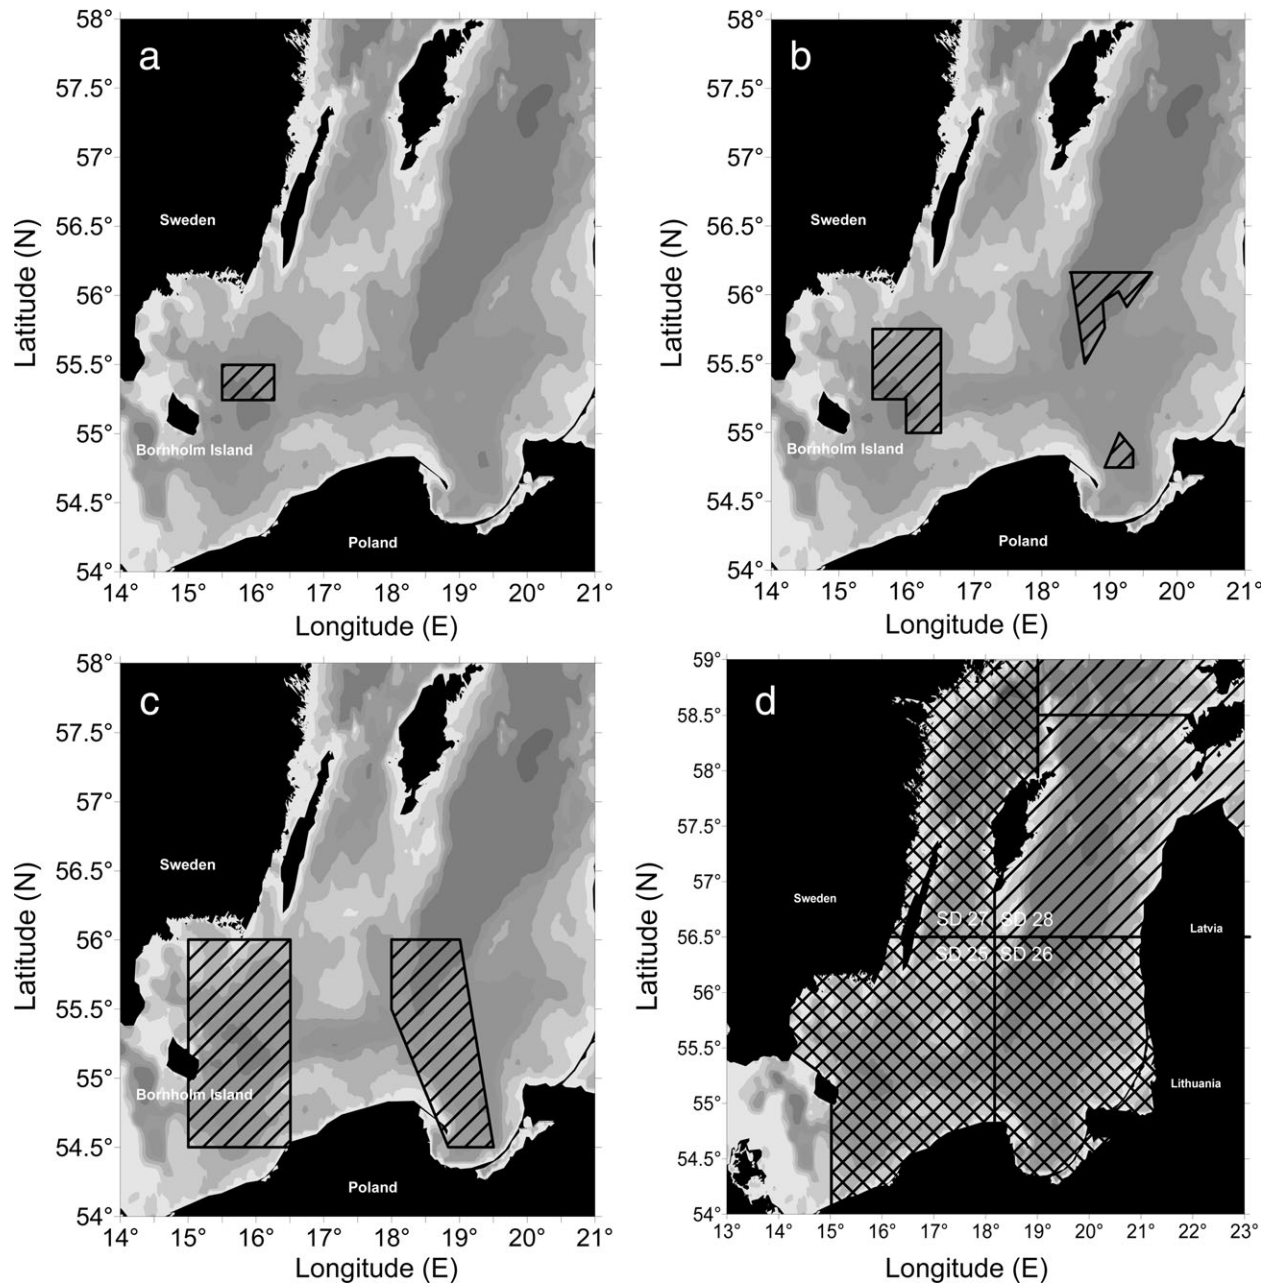 a
58°
57.5°
57°
56.5°
56°
55.5°
55°
54.5°
54°
Latitude (N)
Sweden
Bornholm Island
Poland
14° 15° 16° 17° 18° 19° 20° 21°
Longitude (E)
b
58°
57.5°
57°
56.5°
56°
55.5°
55°
54.5°
54°
Latitude (N)
Sweden
Bornholm Island
Poland
14° 15° 16° 17° 18° 19° 20° 21°
Longitude (E)
c
58°
57.5°
57°
56.5°
56°
55.5°
55°
54.5°
54°
Latitude (N)
Sweden
Bornholm Island
Poland
14° 15° 16° 17° 18° 19° 20° 21°
Longitude (E)
d
59°
58.5°
58°
57.5°
57°
56.5°
56°
55.5°
55°
54.5°
54°
Latitude (N)
Sweden
SD 27 SD 28
SD 25 SD 26
Latvia
Lithuania
13° 14° 15° 16° 17° 18° 19° 20° 21° 22° 23°
Longitude (E)